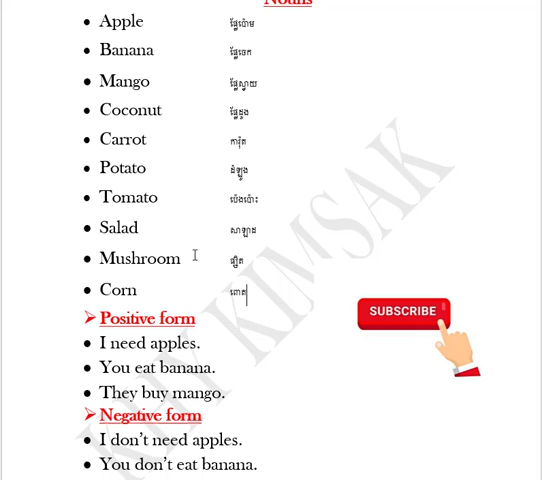 Nouns
Apple ផ្លែប៉ោម
Banana ផ្លែចេក
Mango ផ្លែស្វាយ
Coconut ផ្លែដូង
Carrot ការ៉ុត
Potato ដំឡូង
Tomato ប៉េងប៉ោះ
Salad សាឡាដ
Mushroom ផ្សិត
Corn ពោត
Positive form
I need apples.
You eat banana.
They buy mango.
Negative form
I don't need apples.
You don't eat banana.
KHY KIMSAK
SUBSCRIBE